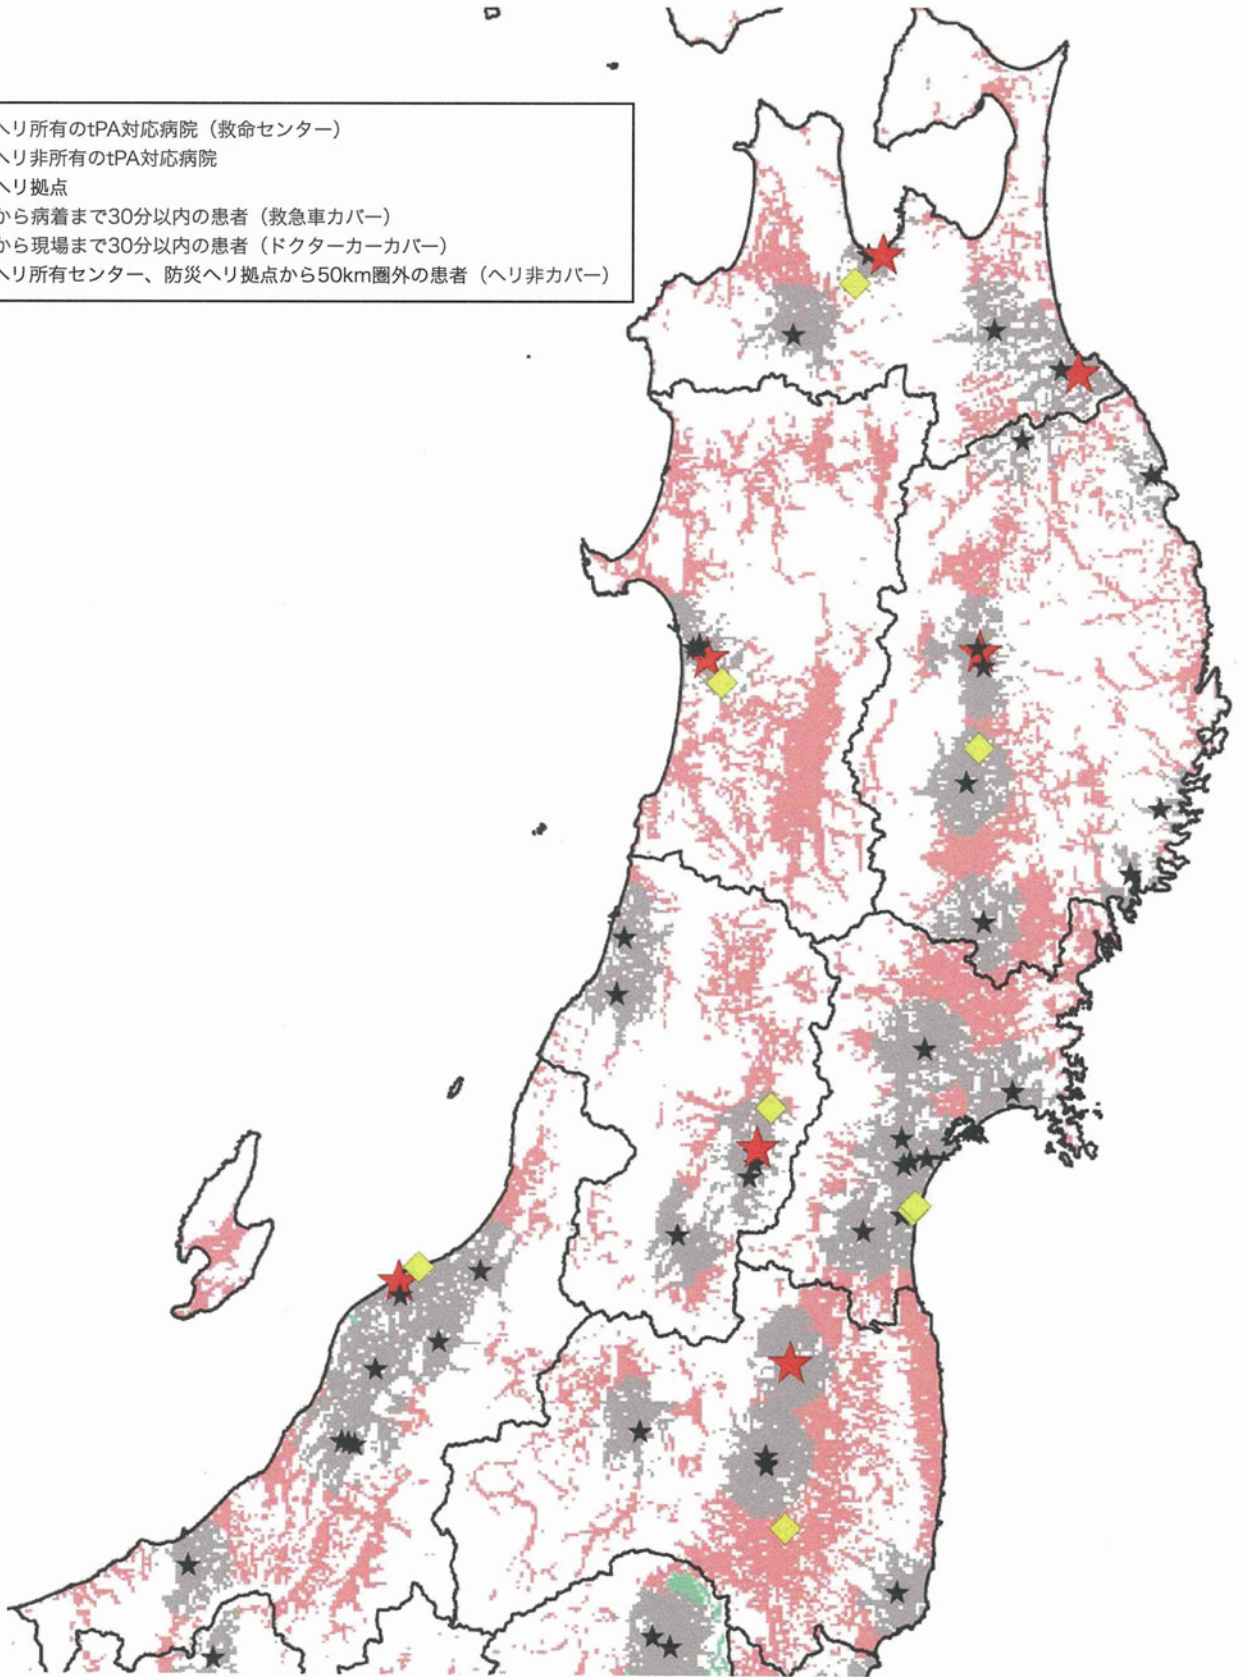 ヘリ所有のtPA対応病院（救命センター）
ヘリ非所有のtPA対応病院
ヘリ拠点
から病着まで30分以内の患者（救急車カバー）
から現場まで30分以内の患者（ドクターカーカバー）
ヘリ所有センター、防災ヘリ拠点から50km圏外の患者（ヘリ非カバー）